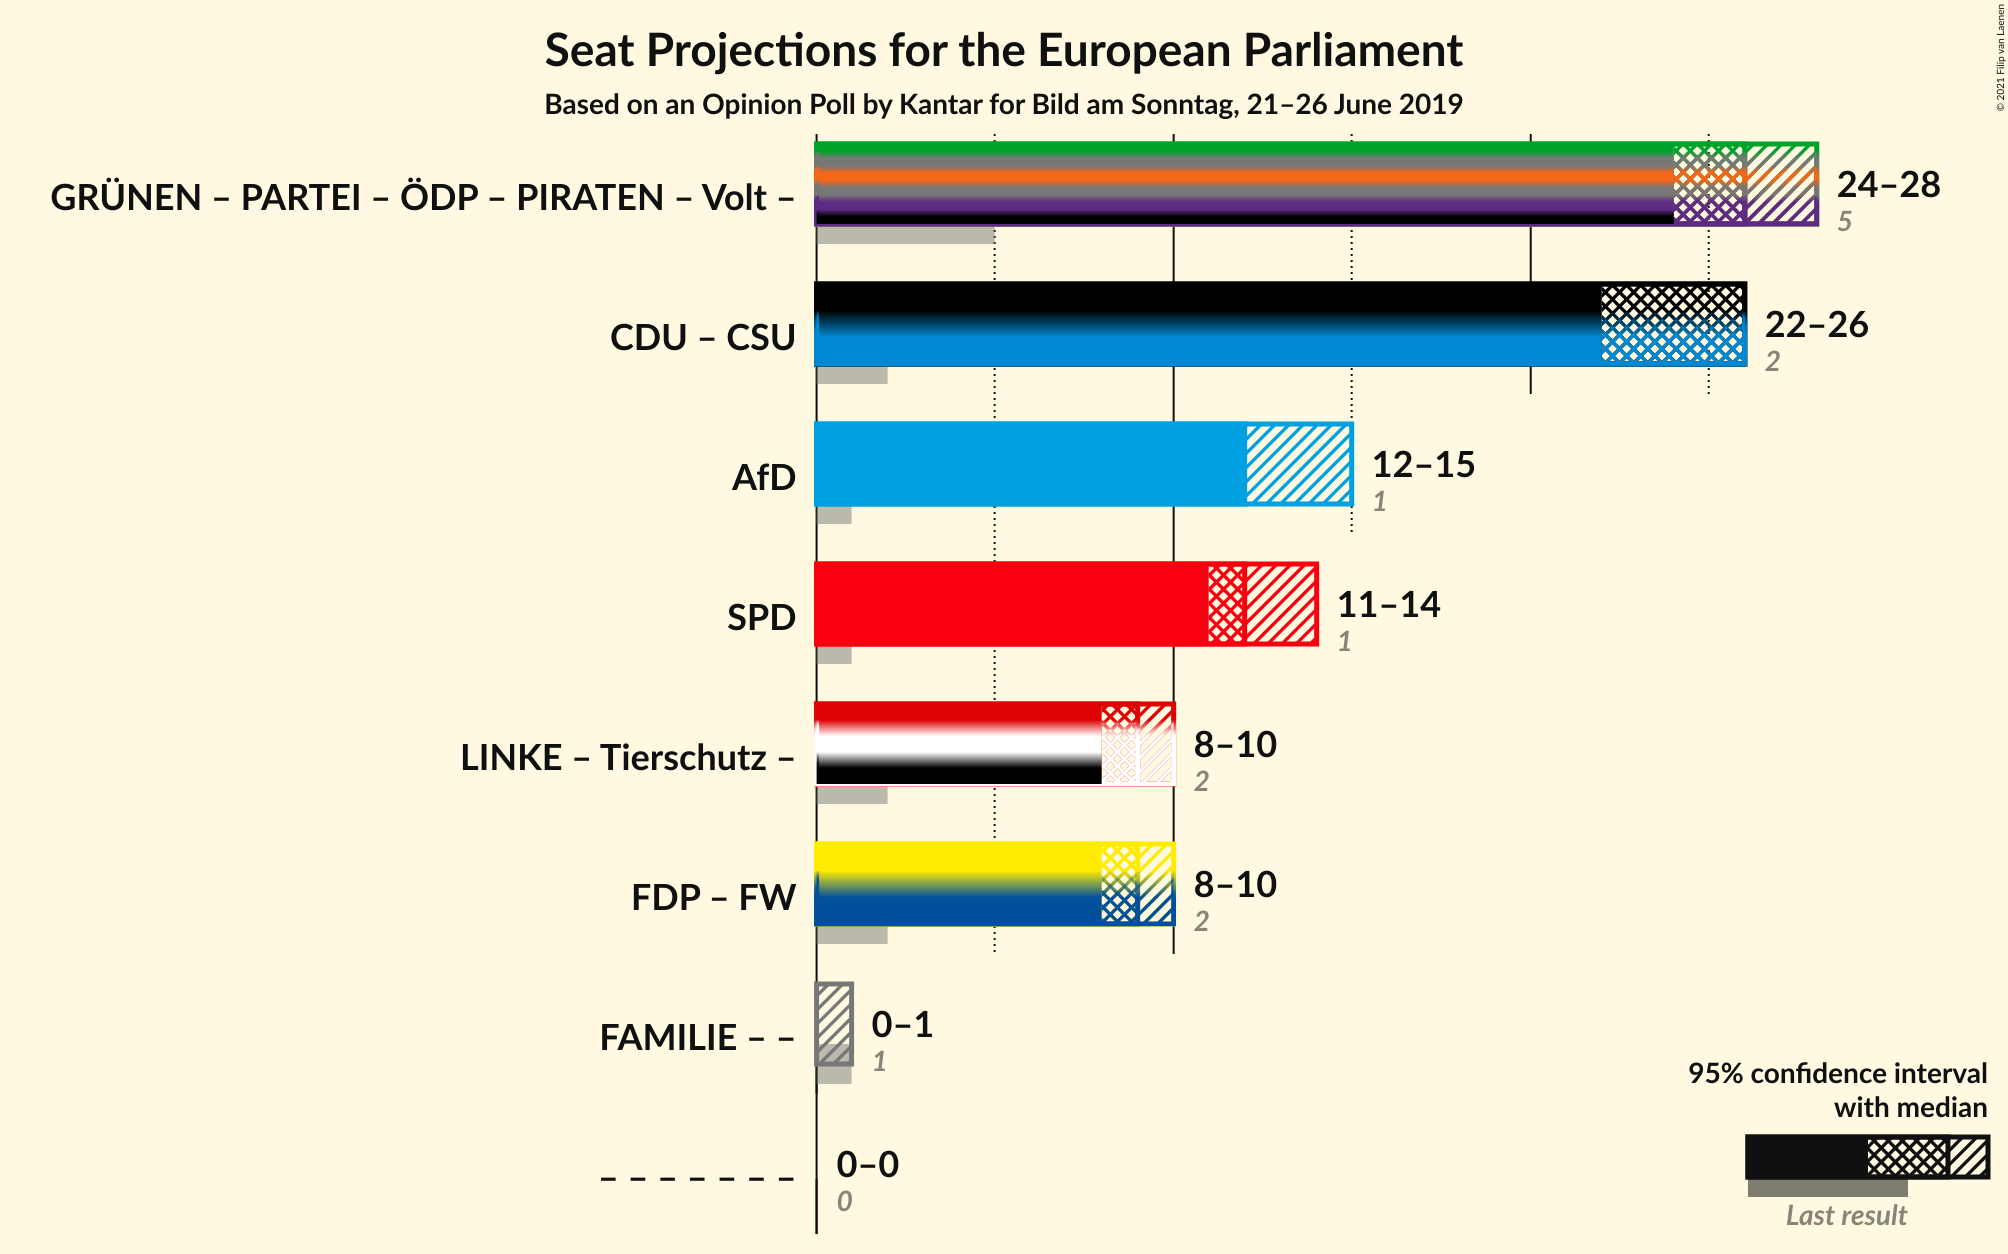 Seat Projections for the European Parliament
Based on an Opinion Poll by Kantar for Bild am Sonntag, 21–26 June 2019
© 2021 Filip van Laenen
GRÜNEN – PARTEI – ÖDP – PIRATEN – Volt –
24–28
5
CDU – CSU
22–26
2
AfD
12–15
1
SPD
11–14
1
LINKE – Tierschutz –
8–10
2
FDP – FW
8–10
2
FAMILIE – –
0–1
1
– – – – – – –
0–0
0
95% confidence interval
with median
Last result